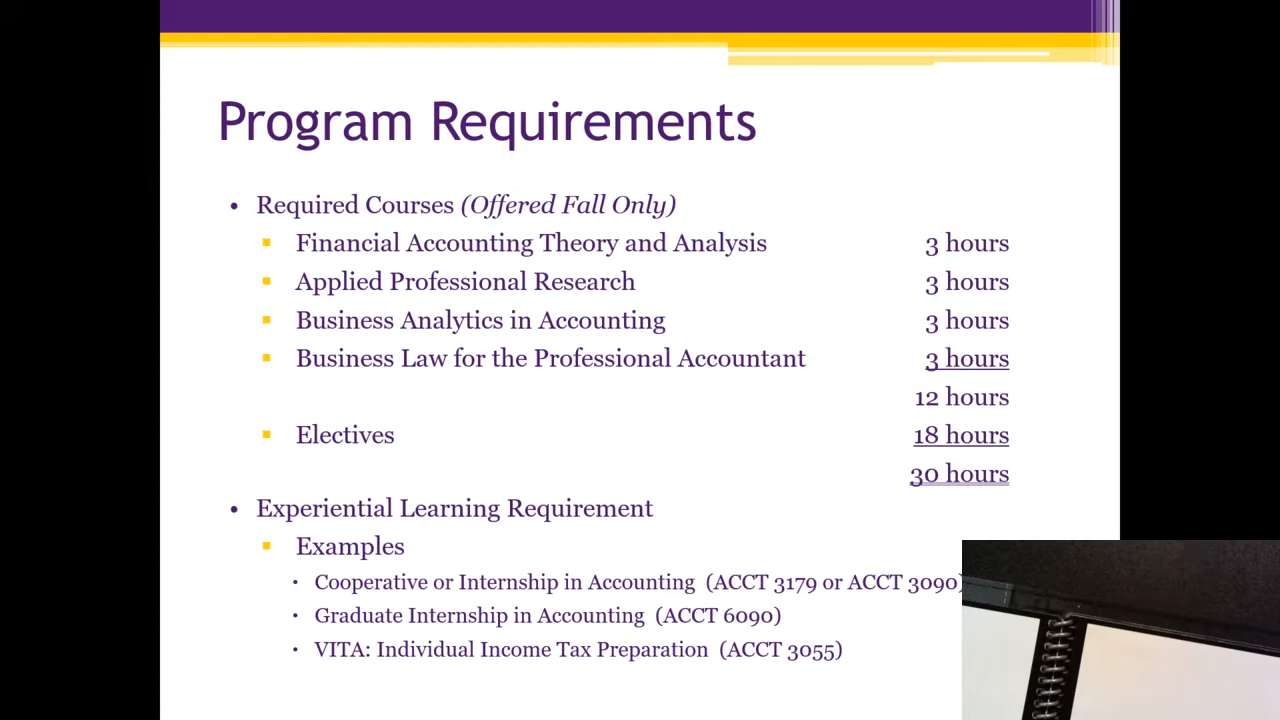 Program Requirements
• Required Courses (Offered Fall Only)
▪ Financial Accounting Theory and Analysis 3 hours
▪ Applied Professional Research 3 hours
▪ Business Analytics in Accounting 3 hours
▪ Business Law for the Professional Accountant 3 hours
12 hours
▪ Electives 18 hours
30 hours
• Experiential Learning Requirement
▪ Examples
• Cooperative or Internship in Accounting (ACCT 3179 or ACCT 3090)
• Graduate Internship in Accounting (ACCT 6090)
• VITA: Individual Income Tax Preparation (ACCT 3055)